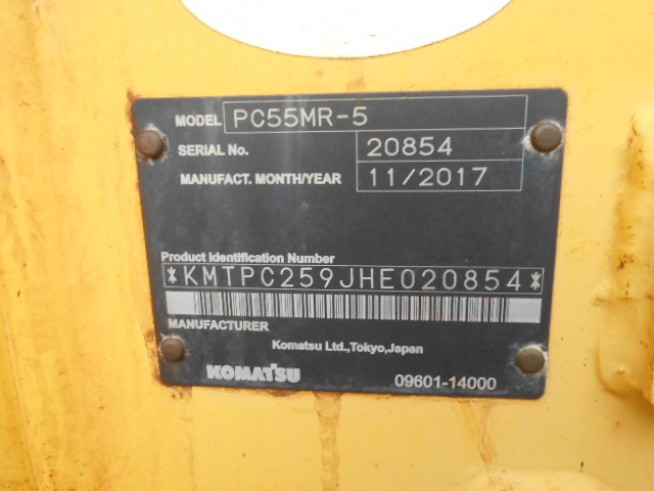 MODEL PC55MR-5
SERIAL No. 20854
MANUFACT. MONTH/YEAR 11/2017
Product Identification Number
*KMTPC259JHE020854*
MANUFACTURER
Komatsu Ltd.,Tokyo,Japan
KOMATSU 09601-14000